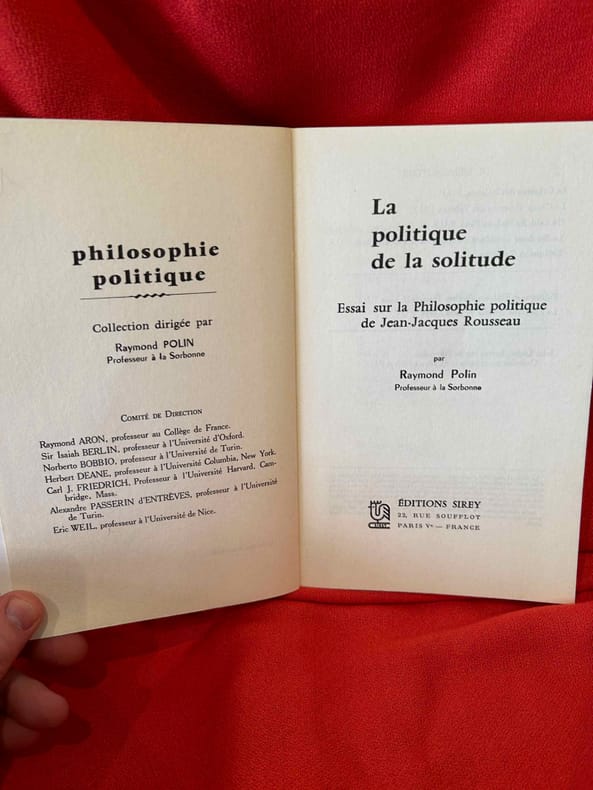 philosophie
politique
Collection dirigée par
Raymond POLIN
Professeur à la Sorbonne
COMITÉ DE DIRECTION
Raymond ARON, professeur au Collège de France.
Sir Isaiah BERLIN, professeur à l'Université d'Oxford.
Norberto BOBBIO, professeur à l'Université de Turin.
Herbert DEANE, professeur à l'Université Columbia, New York.
Carl J. FRIEDRICH, Professeur à l'Université Harvard, Cam-
bridge, Mass.
Alexandre PASSERIN d'ENTRÈVES, professeur à l'Université
de Turin.
Eric WEIL, professeur à l'Université de Nice.
La
politique
de la solitude
Essai sur la Philosophie politique
de Jean-Jacques Rousseau
par
Raymond Polin
Professeur à la Sorbonne
SIREY
ÉDITIONS SIREY
22, RUE SOUFFLOT
PARIS Vᵉ — FRANCE